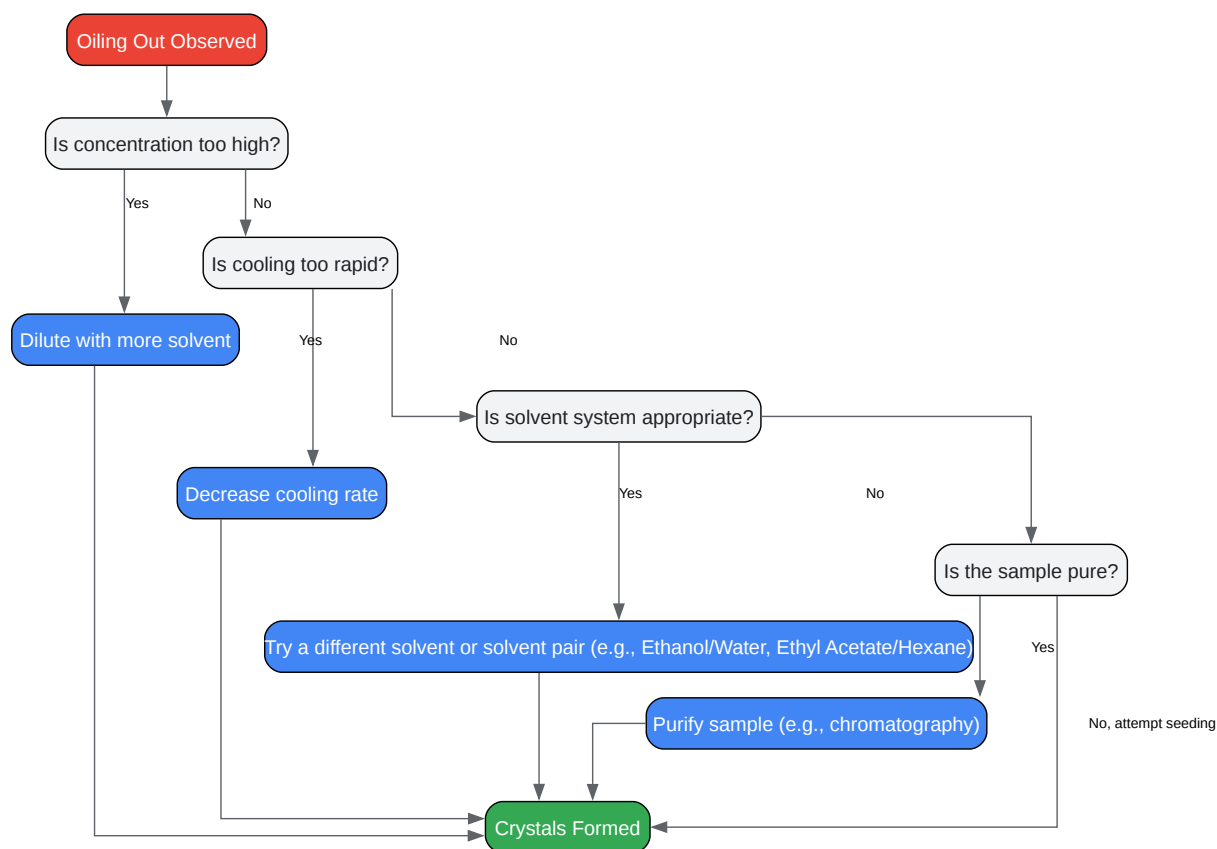 Oiling Out Observed
Is concentration too high?
Yes
No
Is cooling too rapid?
Dilute with more solvent
Yes
No
Is solvent system appropriate?
Decrease cooling rate
Yes
No
Is the sample pure?
Try a different solvent or solvent pair (e.g., Ethanol/Water, Ethyl Acetate/Hexane)
Yes
Purify sample (e.g., chromatography)
No, attempt seeding
Crystals Formed